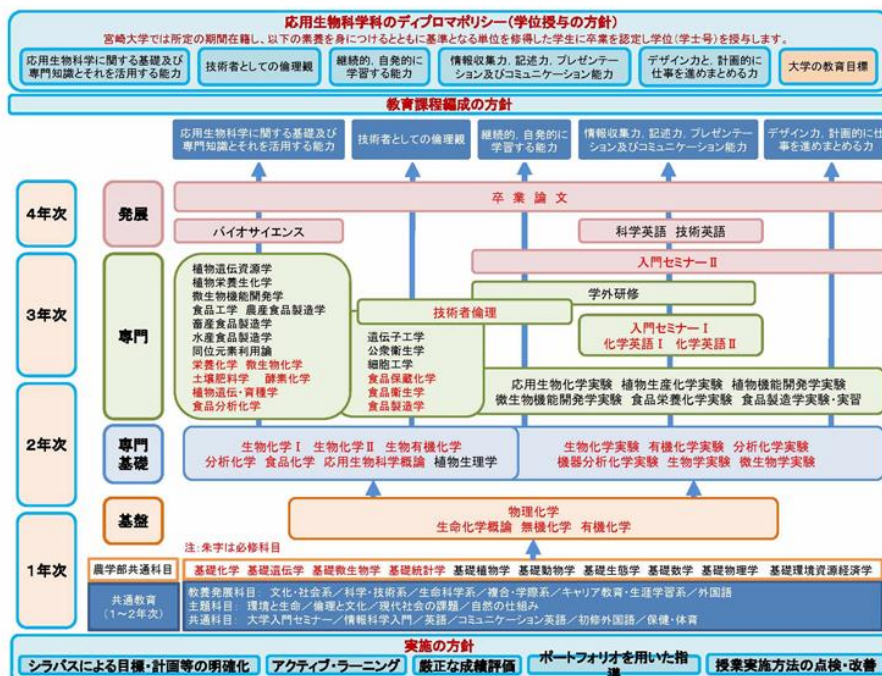 応用生物科学科のディプロマポリシー(学位授与の方針)
宮崎大学では所定の期間在籍し、以下の素養を身につけるとともに基準となる単位を修得した学生に卒業を認定し学位(学士号)を授与します。
応用生物科学に関する基礎及び
専門知識とそれを活用する能力
技術者としての倫理観
継続的，自発的に
学習する能力
情報収集力，記述力，プレゼンテー
ション及びコミュニケーション能力
デザイン力と，計画的に
仕事を進めまとめる力
大学の教育目標
教育課程編成の方針
応用生物科学に関する基礎及び
専門知識とそれを活用する能力
技術者としての倫理観
継続的，自発的に
学習する能力
情報収集力，記述力，プレゼンテー
ション及びコミュニケーション能力
デザイン力，計画的に仕
事を進めまとめる力
4年次
発展
卒 業 論 文
バイオサイエンス
科学英語 技術英語
入門セミナーⅡ
3年次
専門
植物遺伝資源学
植物栄養生化学
微生物機能開発学
食品工学 農産食品製造学
畜産食品製造学
水産食品製造学
同位元素利用論
栄養化学 微生物化学
土壌肥料学 酵素化学
植物遺伝・育種学
食品分析化学
学外研修
技術者倫理
遺伝子工学
公衆衛生学
細胞工学
食品保蔵化学
食品衛生学
食品製造学
入門セミナーⅠ
化学英語Ⅰ 化学英語Ⅱ
応用生物化学実験 植物生産化学実験 植物機能開発学実験
微生物機能開発学実験 食品栄養化学実験 食品製造学実験・実習
2年次
専門
基礎
生物化学Ⅰ 生物化学Ⅱ 生物有機化学
分析化学 食品化学 応用生物科学概論 植物生理学
生物化学実験 有機化学実験 分析化学実験
機器分析化学実験 生物学実験 微生物学実験
基盤
物理化学
生命化学概論 無機化学 有機化学
1年次
注：朱字は必修科目
農学部共通科目
基礎化学 基礎遺伝学 基礎微生物学 基礎統計学 基礎植物学 基礎動物学 基礎生態学 基礎数学 基礎物理学 基礎環境資源経済学
共通教育
(1〜2年次)
教養発展科目： 文化・社会系／科学・技術系／生命科学系／複合・学際系／キャリア教育・生涯学習系／外国語
主題科目： 環境と生命／倫理と文化／現代社会の課題／自然の仕組み
共通科目： 大学入門セミナー／情報科学入門／英語／コミュニケーション英語／初修外国語／保健・体育
実施の方針
シラバスによる目標・計画等の明確化
アクティブ・ラーニング
厳正な成績評価
ポートフォリオを用いた指
導
授業実施方法の点検・改善